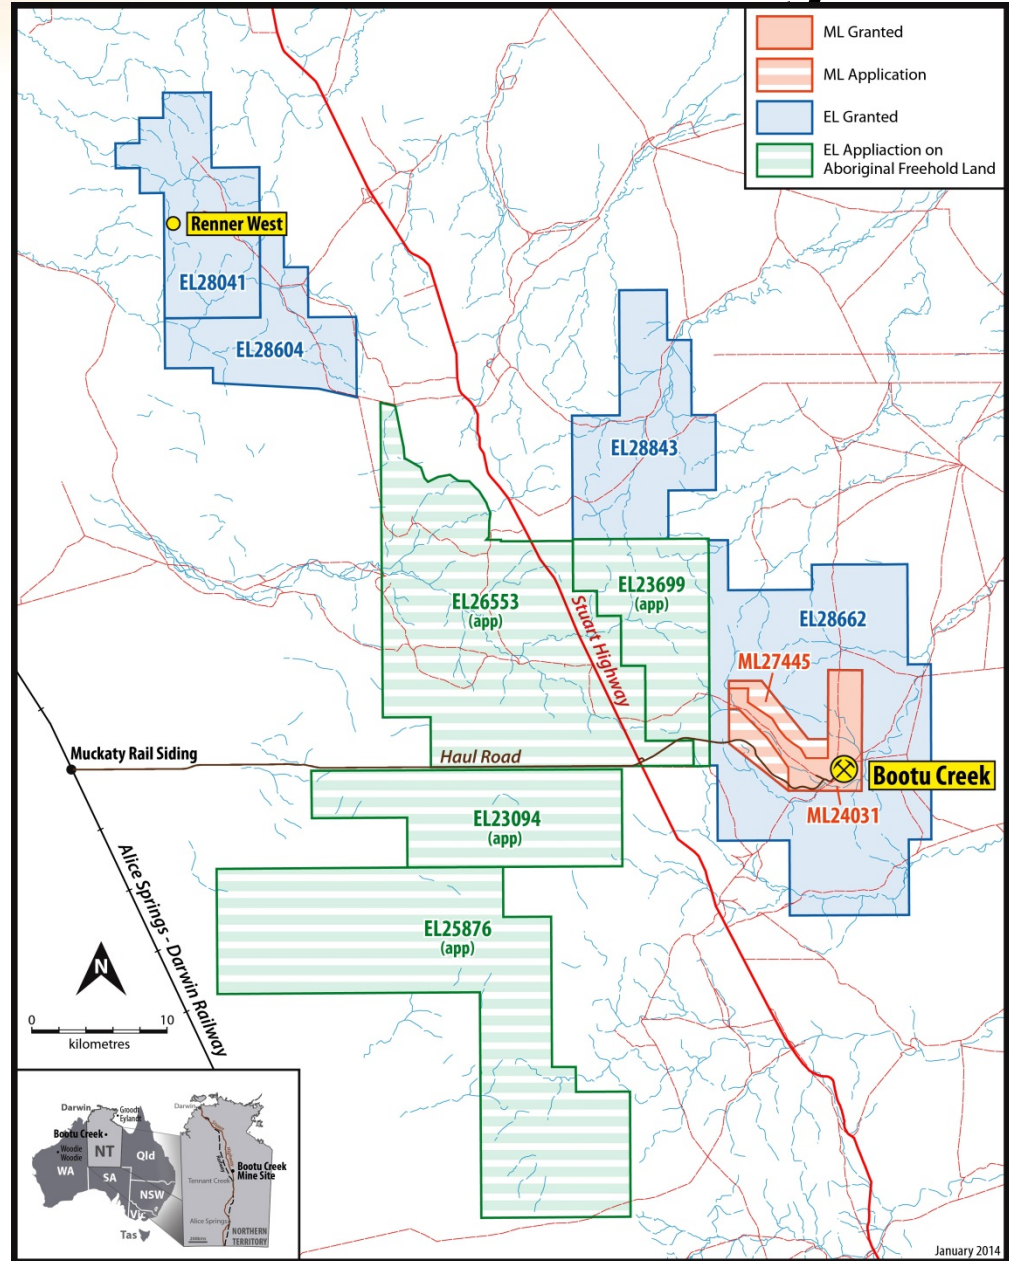 ML Granted
ML Application
EL Granted
EL Appliaction on
Aboriginal Freehold Land
Renner West
EL28041
EL28604
EL28843
EL26553
(app)
EL23699
(app)
Stuart Highway
EL28662
ML27445
Muckaty Rail Siding
Haul Road
Bootu Creek
ML24031
EL23094
(app)
Alice Springs - Darwin Railway
EL25876
(app)
N
0 10
kilometres
Darwin
Groode
Eylandt
Bootu Creek
Woodie
Woodie
NT
WA
Qld
SA
NSW
Vic
Tas
Darwin
Bootu Creek
Mine Site
Tennant Creek
Alice Springs
NORTHERN
TERRITORY
January 2014